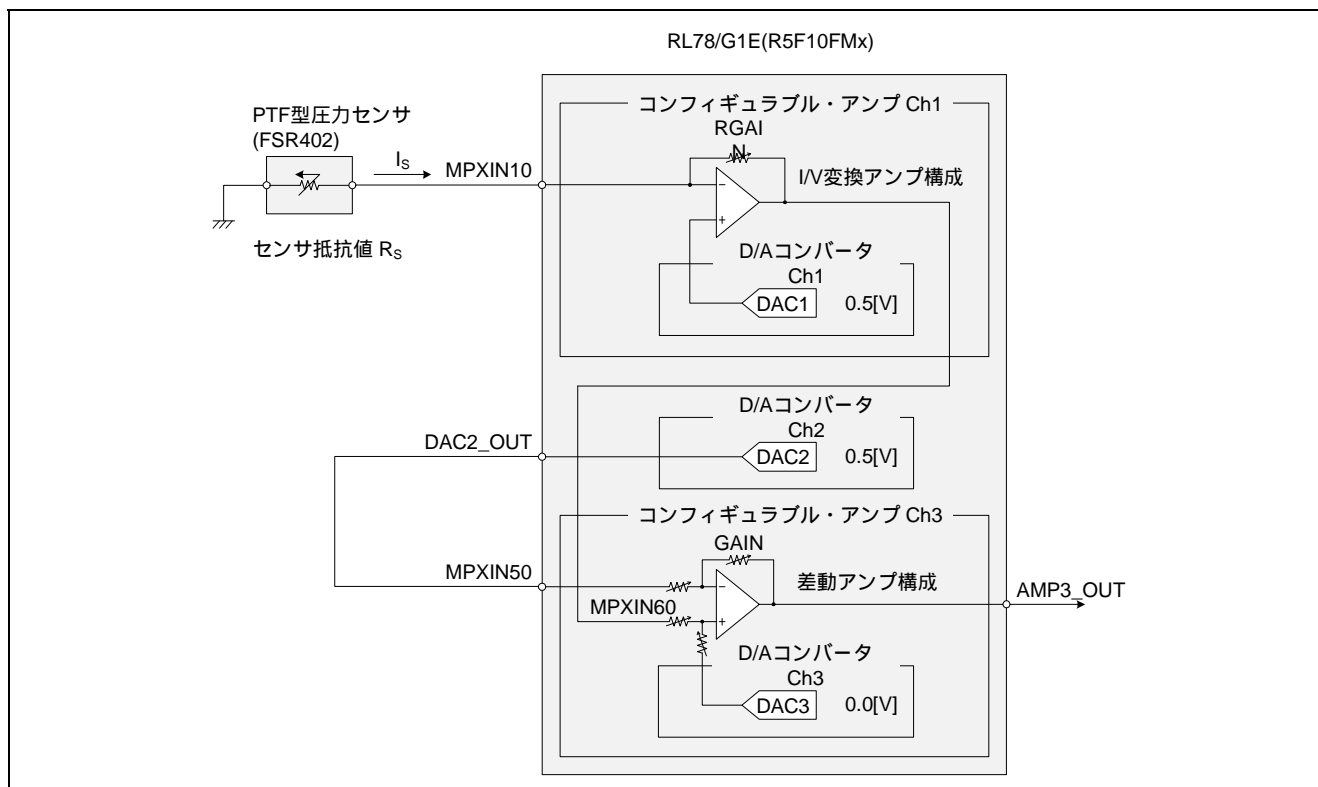 RL78/G1E(R5F10FMx)
コンフィギュラブル・アンプ Ch1
PTF型圧力センサ
(FSR402)
IS
MPXIN10
センサ抵抗値 RS
RGAI
N
I/V変換アンプ構成
D/Aコンバータ
Ch1
DAC1
0.5[V]
D/Aコンバータ
Ch2
DAC2_OUT
DAC2
0.5[V]
コンフィギュラブル・アンプ Ch3
GAIN
MPXIN50
差動アンプ構成
MPXIN60
AMP3_OUT
D/Aコンバータ
Ch3
DAC3
0.0[V]